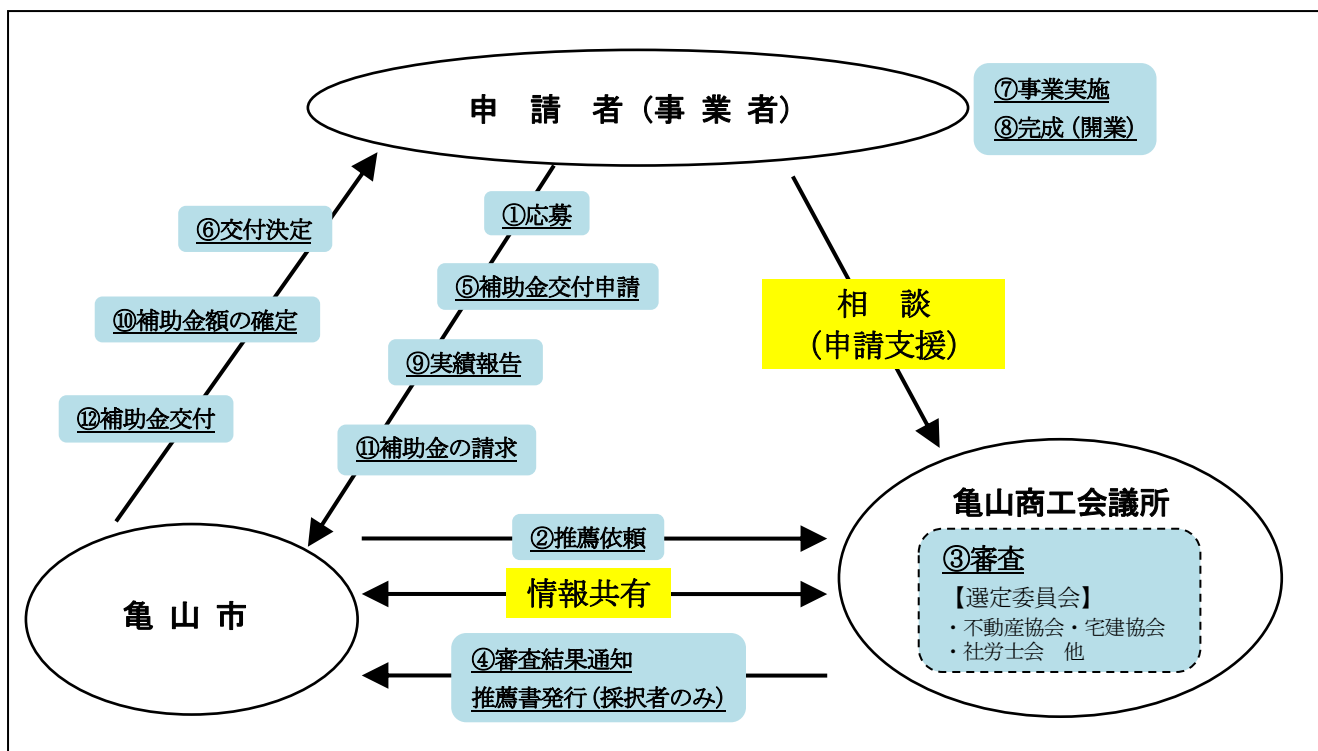 申 請 者 (事 業 者)
⑦事業実施
⑧完成(開業)
①応募
⑥交付決定
⑤補助金交付申請
相 談
(申請支援)
⑩補助金額の確定
⑨実績報告
⑫補助金交付
⑪補助金の請求
亀山商工会議所
②推薦依頼
③審査
情報共有
【選定委員会】
・不動産協会・宅建協会
・社労士会 他
亀 山 市
④審査結果通知
推薦書発行(採択者のみ)